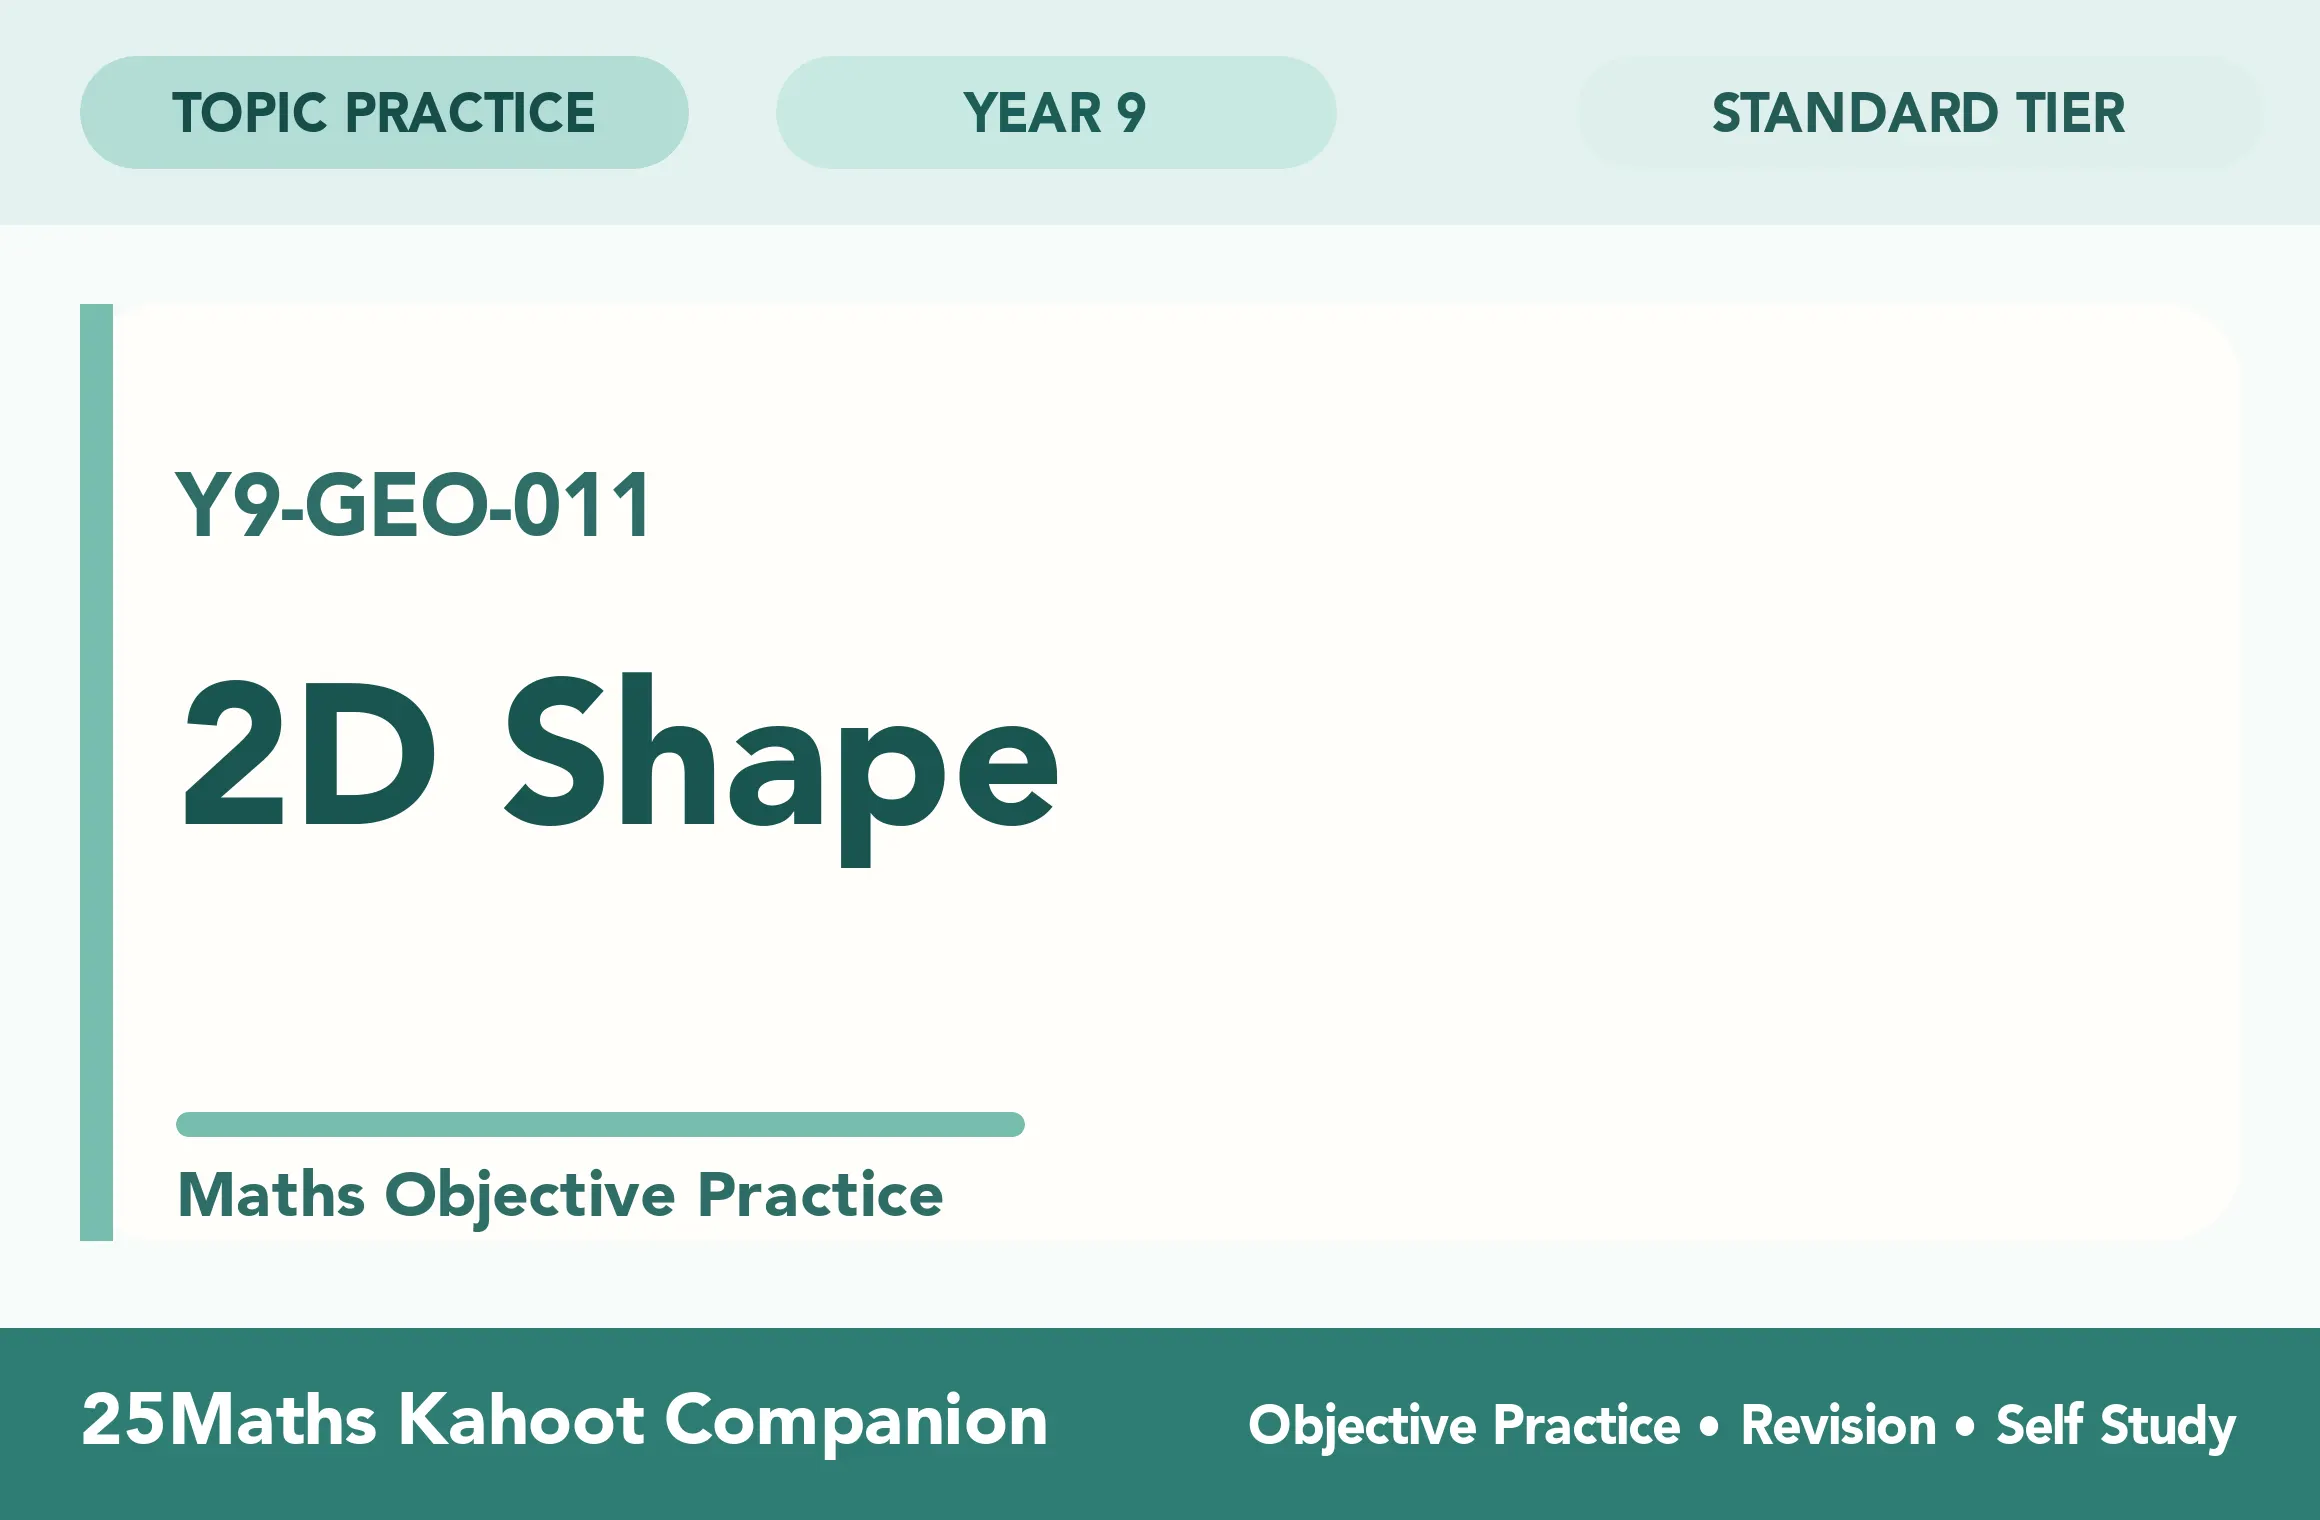 TOPIC PRACTICE
YEAR 9
STANDARD TIER
Y9-GEO-011
2D Shape
Maths Objective Practice
25Maths Kahoot Companion
Objective Practice • Revision • Self Study